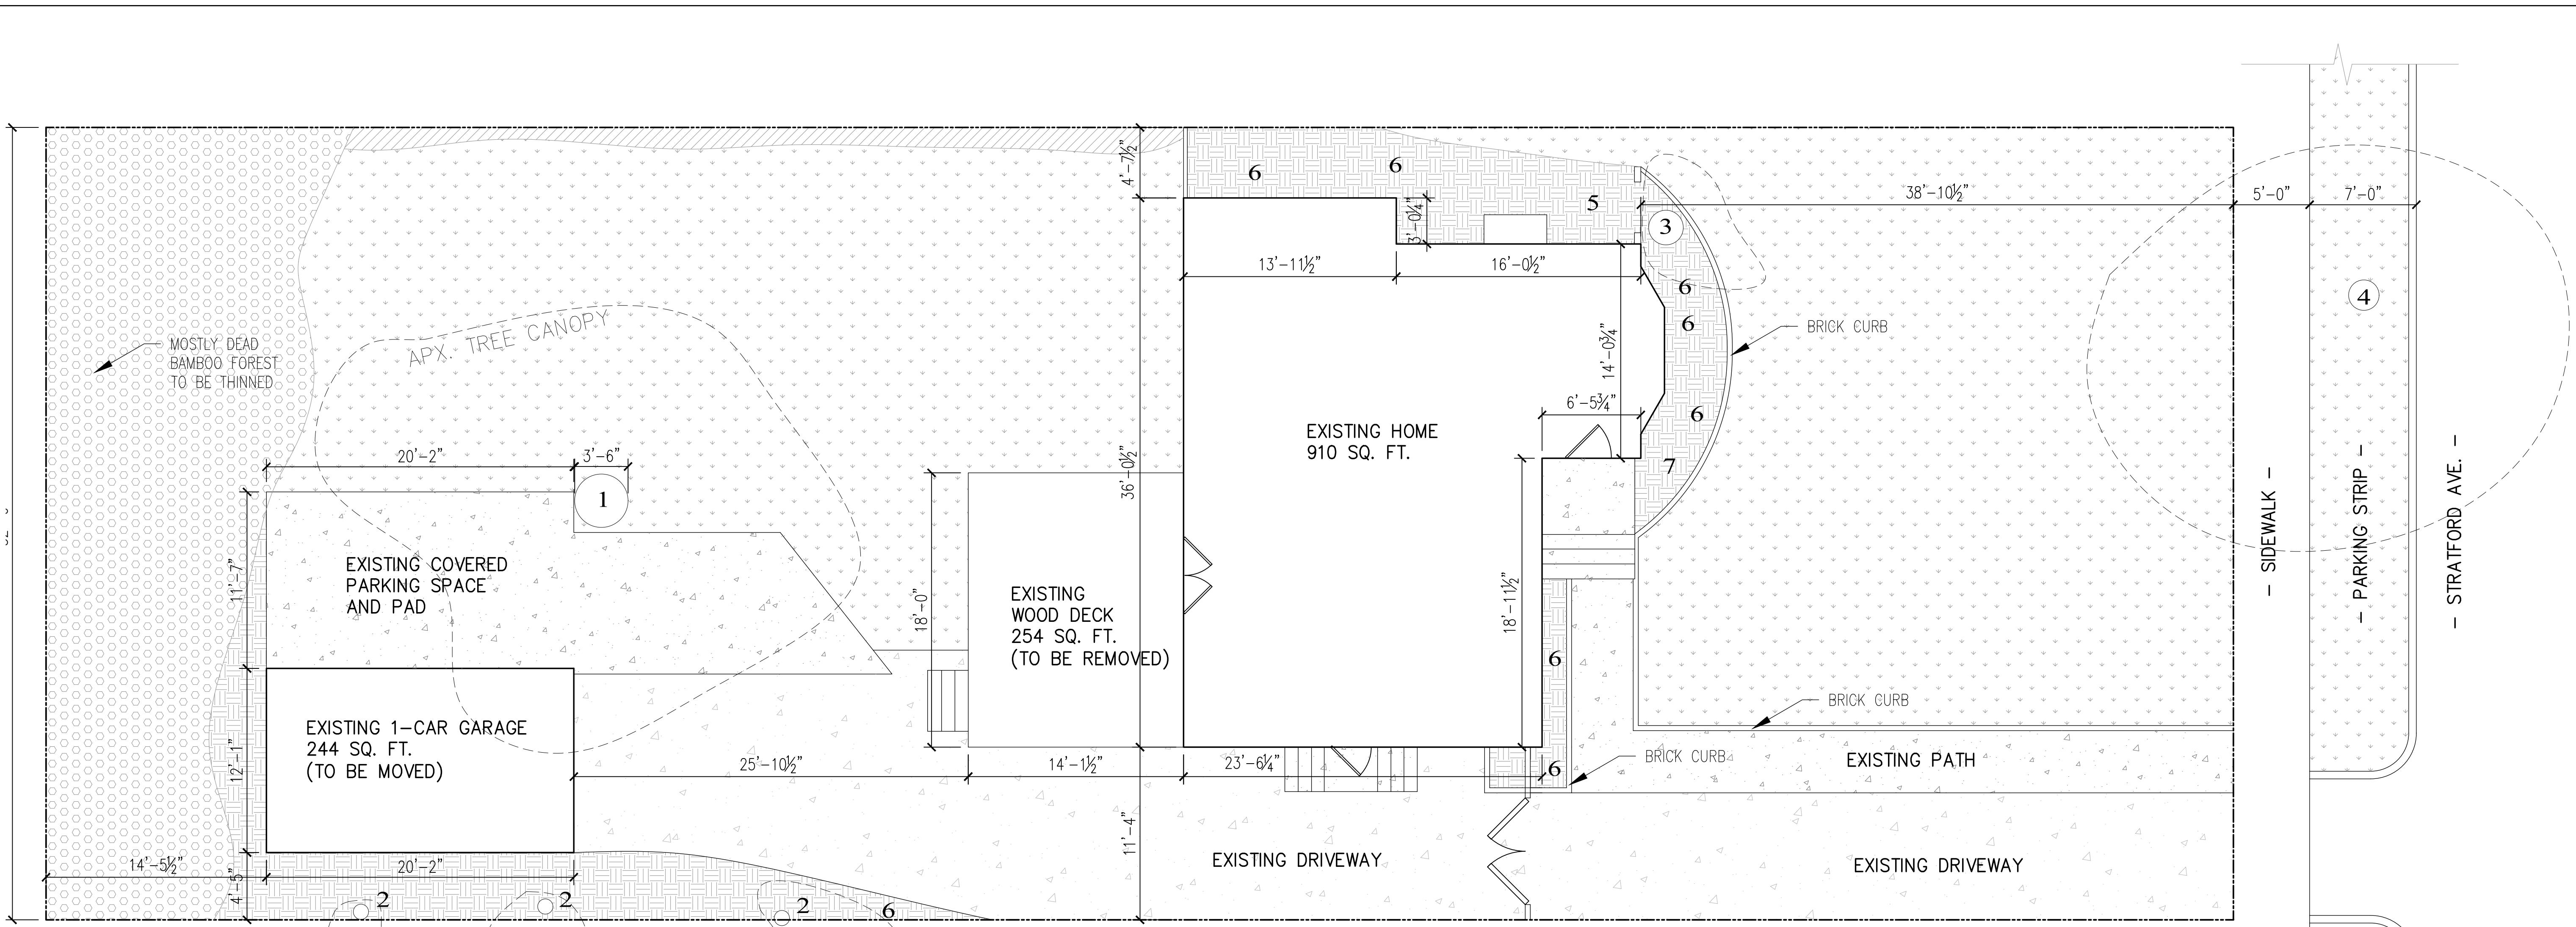 4'-7½"
6
6
5
3'-0¼"
3
38'-10½"
5'-0"
7'-0"
13'-11½"
16'-0½"
6
4
6
BRICK CURB
APX. TREE CANOPY
MOSTLY DEAD
BAMBOO FOREST
TO BE THINNED
14'-0¾"
6'-5¾"
6
EXISTING HOME
910 SQ. FT.
20'-2"
3'-6"
1
7
36'-0½"
- SIDEWALK -
- PARKING STRIP -
- STRATFORD AVE. -
EXISTING COVERED
PARKING SPACE
AND PAD
11'-7"
18'-0"
EXISTING
WOOD DECK
254 SQ. FT.
(TO BE REMOVED)
18'-11½"
6
BRICK CURB
EXISTING 1-CAR GARAGE
244 SQ. FT.
(TO BE MOVED)
12'-1"
25'-10½"
14'-1½"
23'-6¼"
6
BRICK CURB
EXISTING PATH
11'-4"
EXISTING DRIVEWAY
EXISTING DRIVEWAY
14'-5½"
20'-2"
4'-5"
2
2
2
6